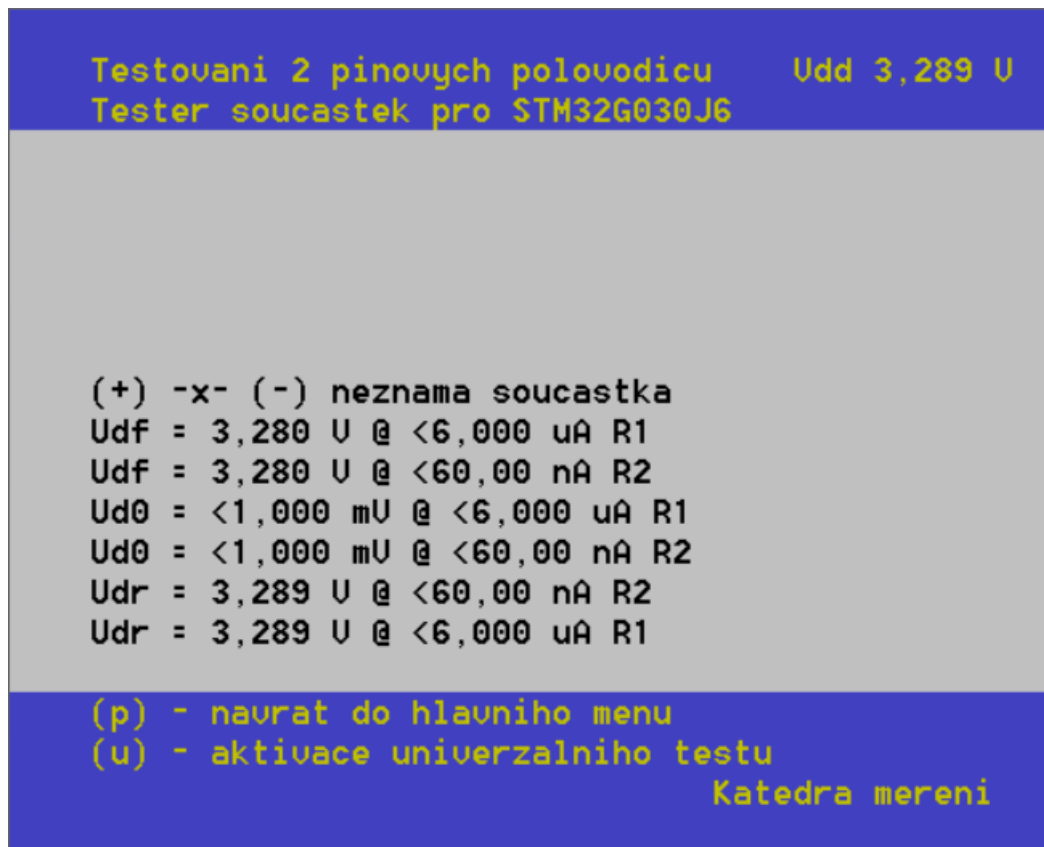 Testovani 2 pinovych polovodicu Vdd 3,289 V
Tester soucastek pro STM32G030J6
(+) -x- (-) neznama soucastka
Udf = 3,280 V @ <6,000 uA R1
Udf = 3,280 V @ <60,00 nA R2
Ud0 = <1,000 mV @ <6,000 uA R1
Ud0 = <1,000 mV @ <60,00 nA R2
Udr = 3,289 V @ <60,00 nA R2
Udr = 3,289 V @ <6,000 uA R1
(p) - navrat do hlavniho menu
(u) - aktivace univerzalniho testu
Katedra mereni